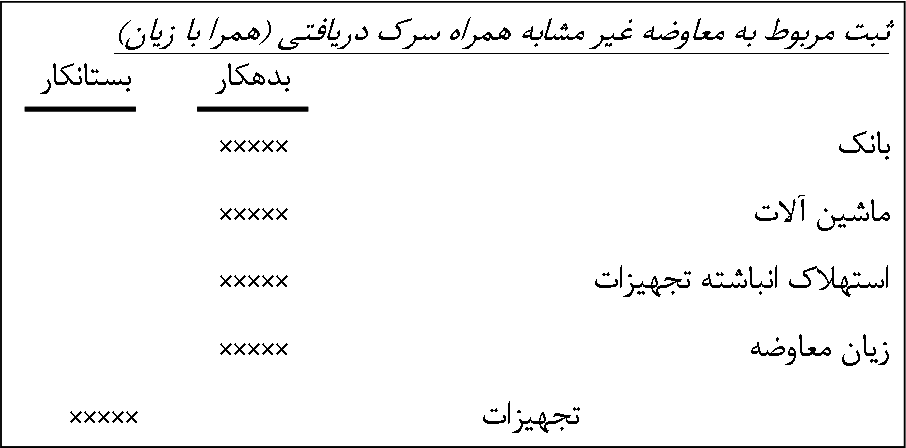 ثبت مربوط به معاوضه غیر مشابه همراه سرک دریافتی (همرا با زیان)
بدهکار بستانکار
بانک ×××××
ماشین آلات ×××××
استهلاک انباشته تجهیزات ×××××
زیان معاوضه ×××××
تجهیزات ×××××